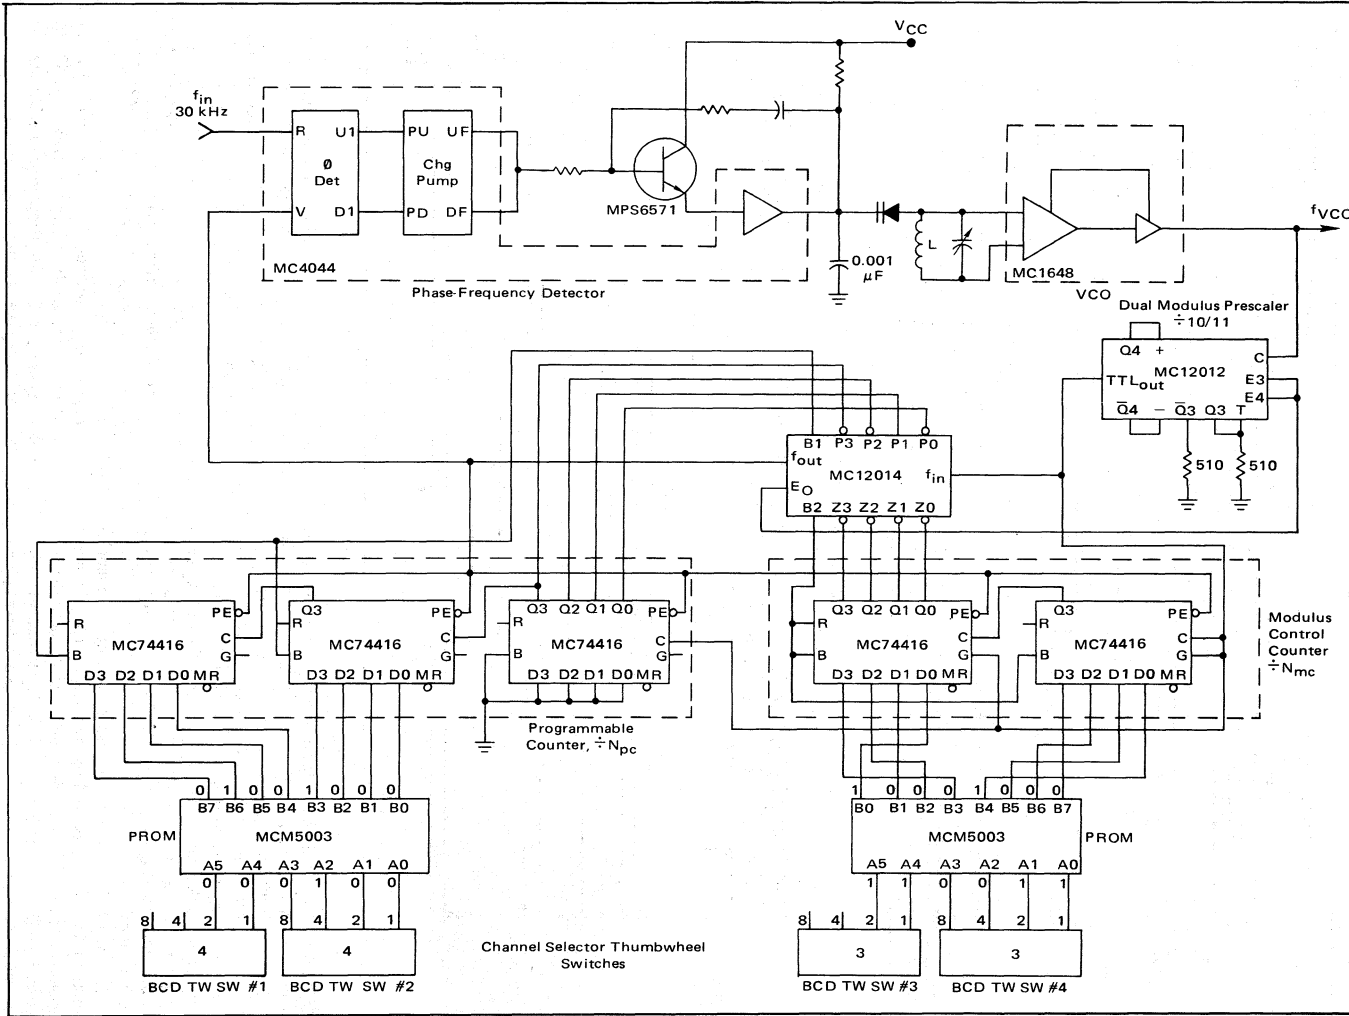 VCC
fin
30 kHz
R U1 PU UF
Ø
Det
Chg
Pump
V D1 PD DF
MC4044
Phase-Frequency Detector
MPS6571
0.001
μF
L
MC1648
VCO
fVCO
Dual Modulus Prescaler
÷10/11
Q4 + C
MC12012
TTLout E3
E4
Q̅4 − Q̅3 Q3 T
510 510
B1 P3 P2 P1 P0
fout
MC12014 fin
EO
B2 Z3 Z2 Z1 Z0
PE
MC74416
R C
B G
D3 D2 D1 D0 MR
Q3 PE
R C
MC74416
B G
D3 D2 D1 D0 MR
Q3 Q2 Q1 Q0 PE
R C
MC74416
B G
D3 D2 D1 D0 MR
Programmable
Counter, ÷Npc
Q3 Q2 Q1 Q0 PE
R C
MC74416
B G
D3 D2 D1 D0 MR
Q3 PE
R C
MC74416
B G
D3 D2 D1 D0 MR
Modulus
Control
Counter
÷Nmc
0 1 0 0 1 0 0 0
B7 B6 B5 B4 B3 B2 B1 B0
PROM MCM5003
A5 A4 A3 A2 A1 A0
0 0 0 1 0 0
8 4 2 1 8 4 2 1
4 4
BCD TW SW #1 BCD TW SW #2
Channel Selector Thumbwheel
Switches
1 0 0 0 1 0 0 0
B0 B1 B2 B3 B4 B5 B6 B7
MCM5003 PROM
A5 A4 A3 A2 A1 A0
1 1 0 0 1 1
8 4 2 1 8 4 2 1
3 3
BCD TW SW #3 BCD TW SW #4